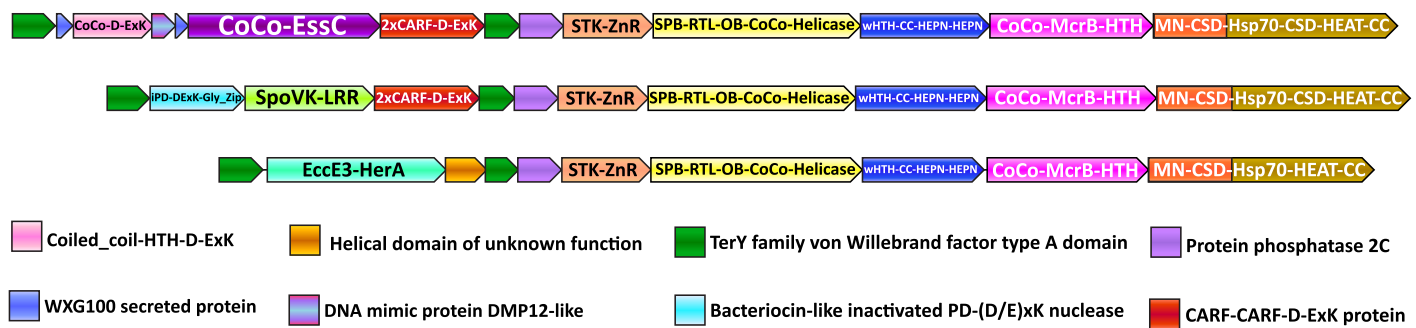 CoCo-D-ExK CoCo-EssC 2xCARF-D-ExK STK-ZnR SPB-RTL-OB-CoCo-Helicase wHTH-CC-HEPN-HEPN CoCo-McrB-HTH MN-CSD-Hsp70-CSD-HEAT-CC
iPD-DExK-Gly_Zip SpoVK-LRR 2xCARF-D-ExK STK-ZnR SPB-RTL-OB-CoCo-Helicase wHTH-CC-HEPN-HEPN CoCo-McrB-HTH MN-CSD-Hsp70-CSD-HEAT-CC
EccE3-HerA STK-ZnR SPB-RTL-OB-CoCo-Helicase wHTH-CC-HEPN-HEPN CoCo-McrB-HTH MN-CSD-Hsp70-HEAT-CC
Coiled_coil-HTH-D-ExK Helical domain of unknown function TerY family von Willebrand factor type A domain Protein phosphatase 2C
WXG100 secreted protein DNA mimic protein DMP12-like Bacteriocin-like inactivated PD-(D/E)xK nuclease CARF-CARF-D-ExK protein